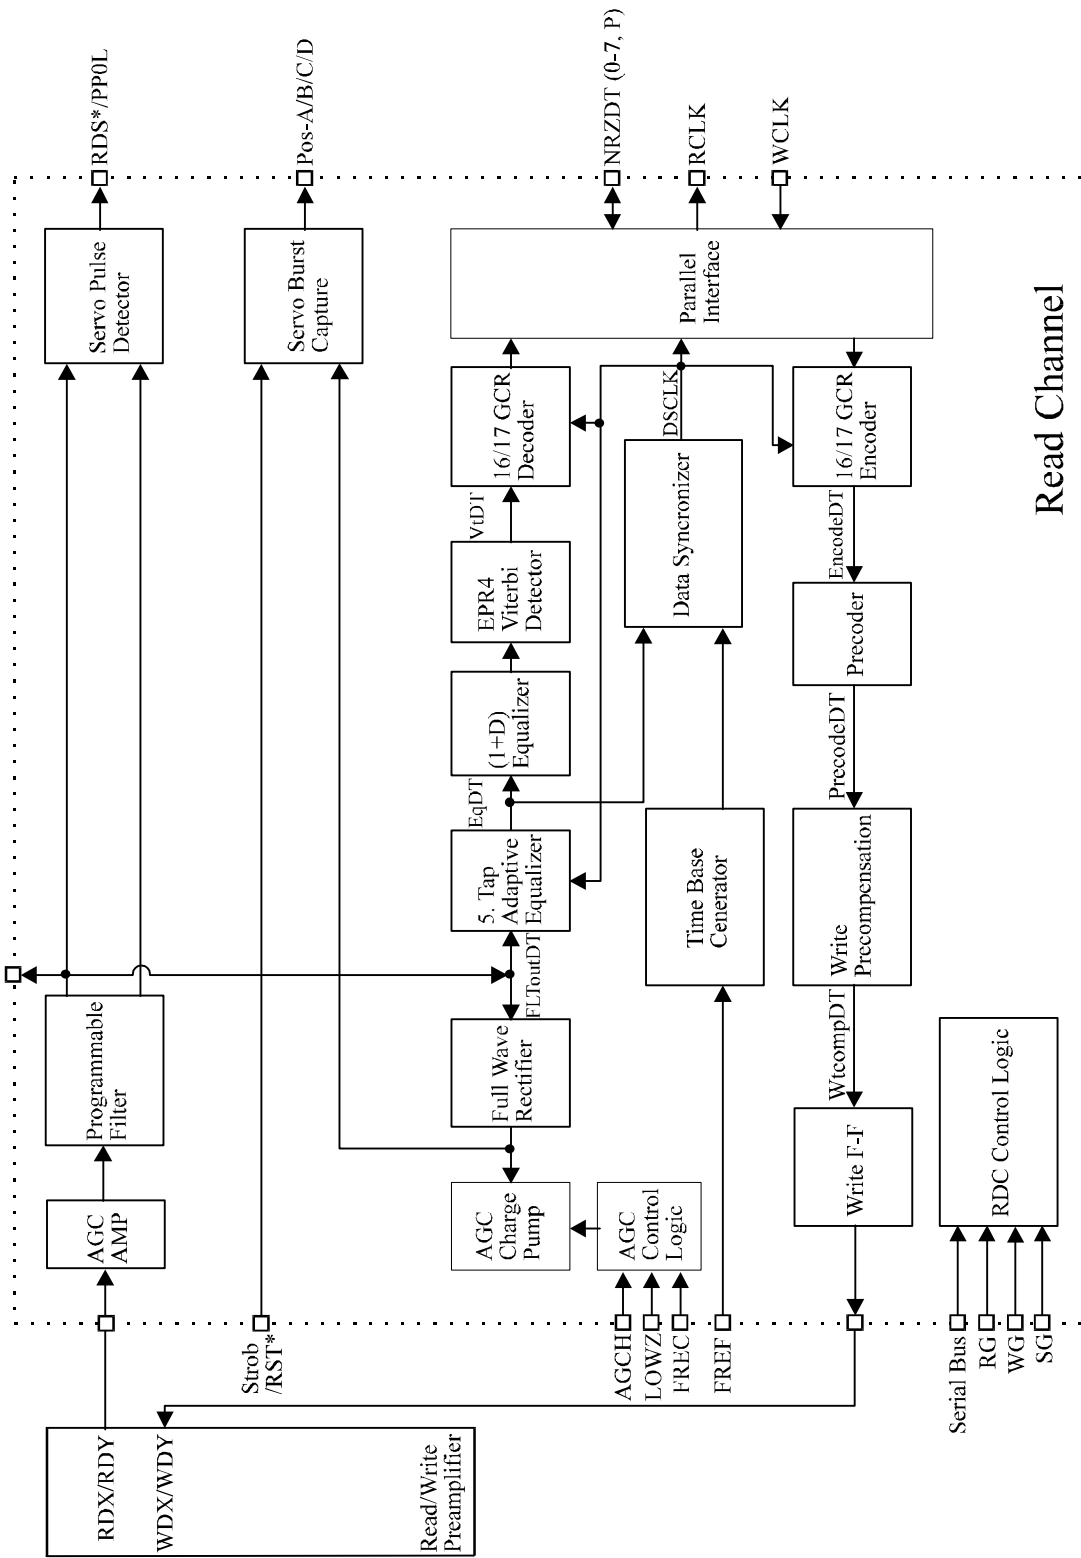 RDX/RDY
WDX/WDY
Read/Write
Preamplifier
AGC
AMP
Programmable
Filter
Servo Pulse
Detector
RDS*/PP0L
Strob
/RST*
Servo Burst
Capture
Pos-A/B/C/D
AGC
Charge
Pump
Full Wave
Rectifier
FLToutDT
5. Tap
Adaptive
Equalizer
EqDT
(1+D)
Equalizer
EPR4
Viterbi
Detector
VtDT
16/17 GCR
Decoder
Parallel
Interface
NRZDT (0-7, P)
RCLK
WCLK
AGCH
LOWZ
FREC
AGC
Control
Logic
FREF
Time Base
Cenerator
Data Syncronizer
DSCLK
Write F-F
WtcompDT
Write
Precompensation
PrecodeDT
Precoder
EncodeDT
16/17 GCR
Encoder
Serial Bus
RG
WG
SG
RDC Control Logic
Read Channel